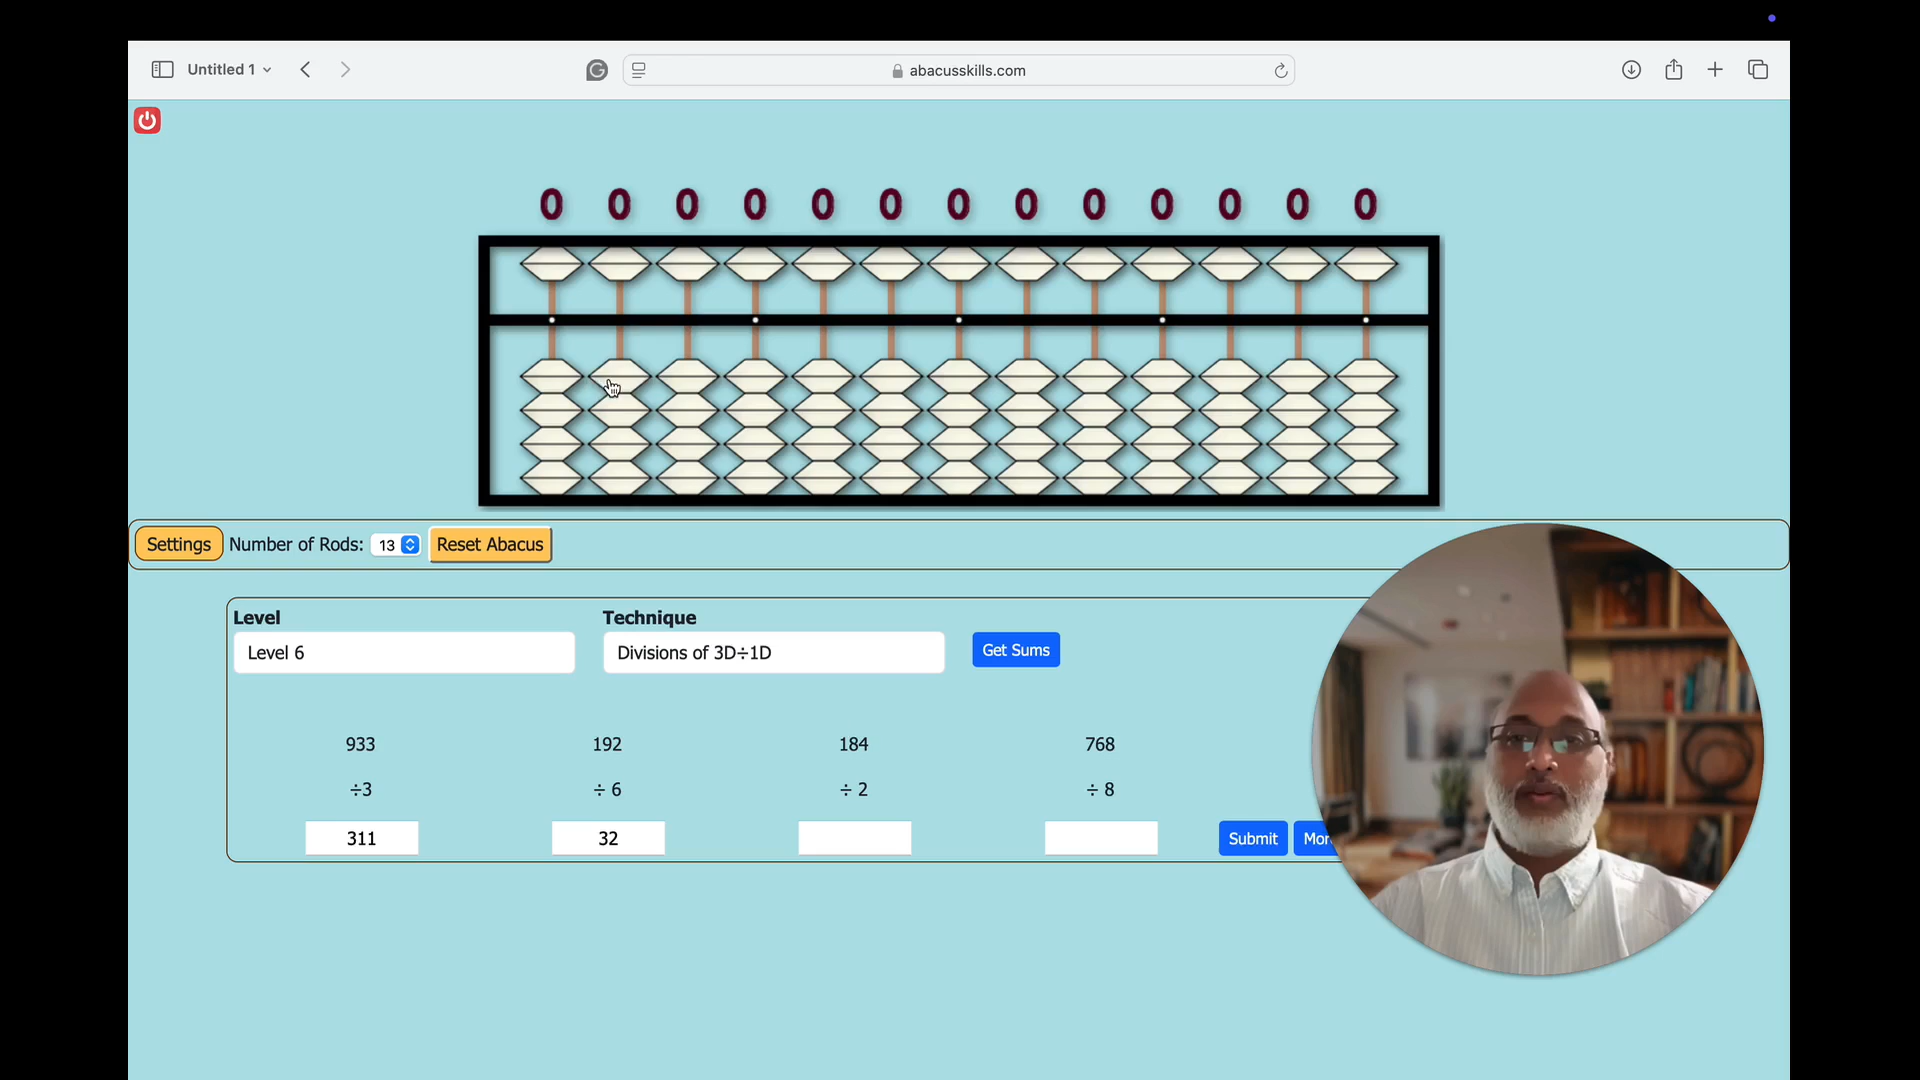 Untitled 1
abacusskills.com
0 0 0 0 0 0 0 0 0 0 0 0 0
Settings Number of Rods: 13 Reset Abacus
Level Technique
Level 6 Divisions of 3D÷1D Get Sums
933 192 184 768
÷3 ÷ 6 ÷ 2 ÷ 8
311 32 Submit Mor